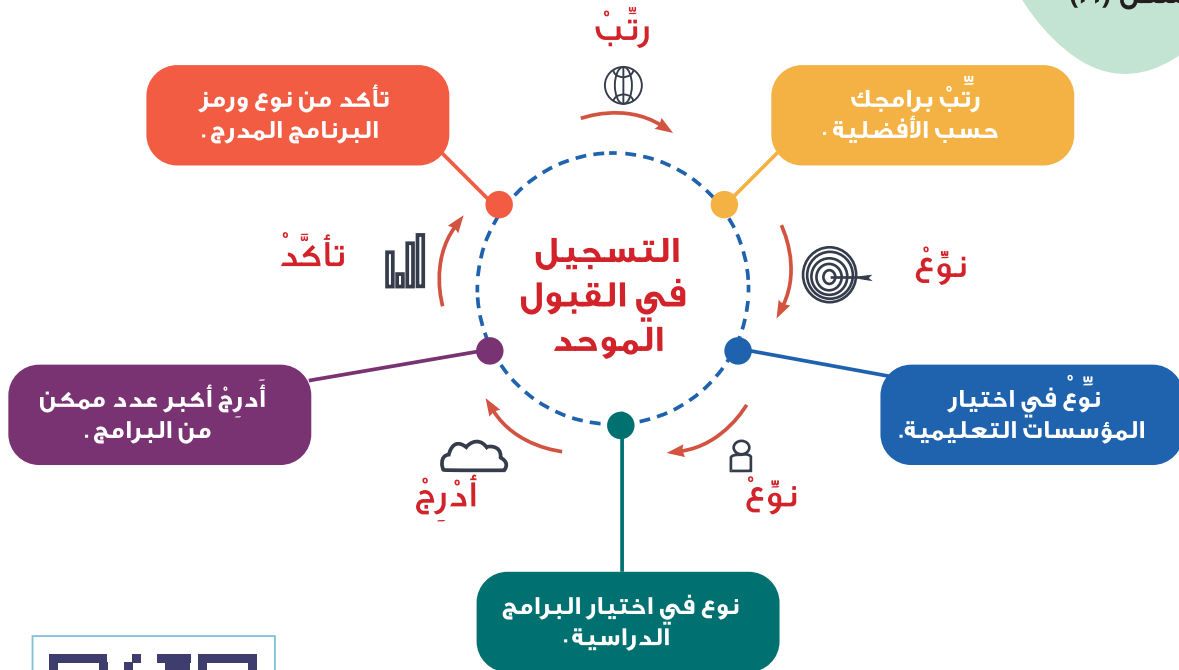 رتِّبْ
رتِّبْ برامجك
حسب الأفضلية .
نوِّعْ
نوِّعْ في اختيار
المؤسسات التعليمية.
نوِّعْ
نوع في اختيار البرامج
الدراسية .
أدْرِجْ
أَدرِجْ أكبر عدد ممكن
من البرامج .
تأكَّدْ
تأكد من نوع ورمز
البرنامج المدرج .
التسجيل
في القبول
الموحد